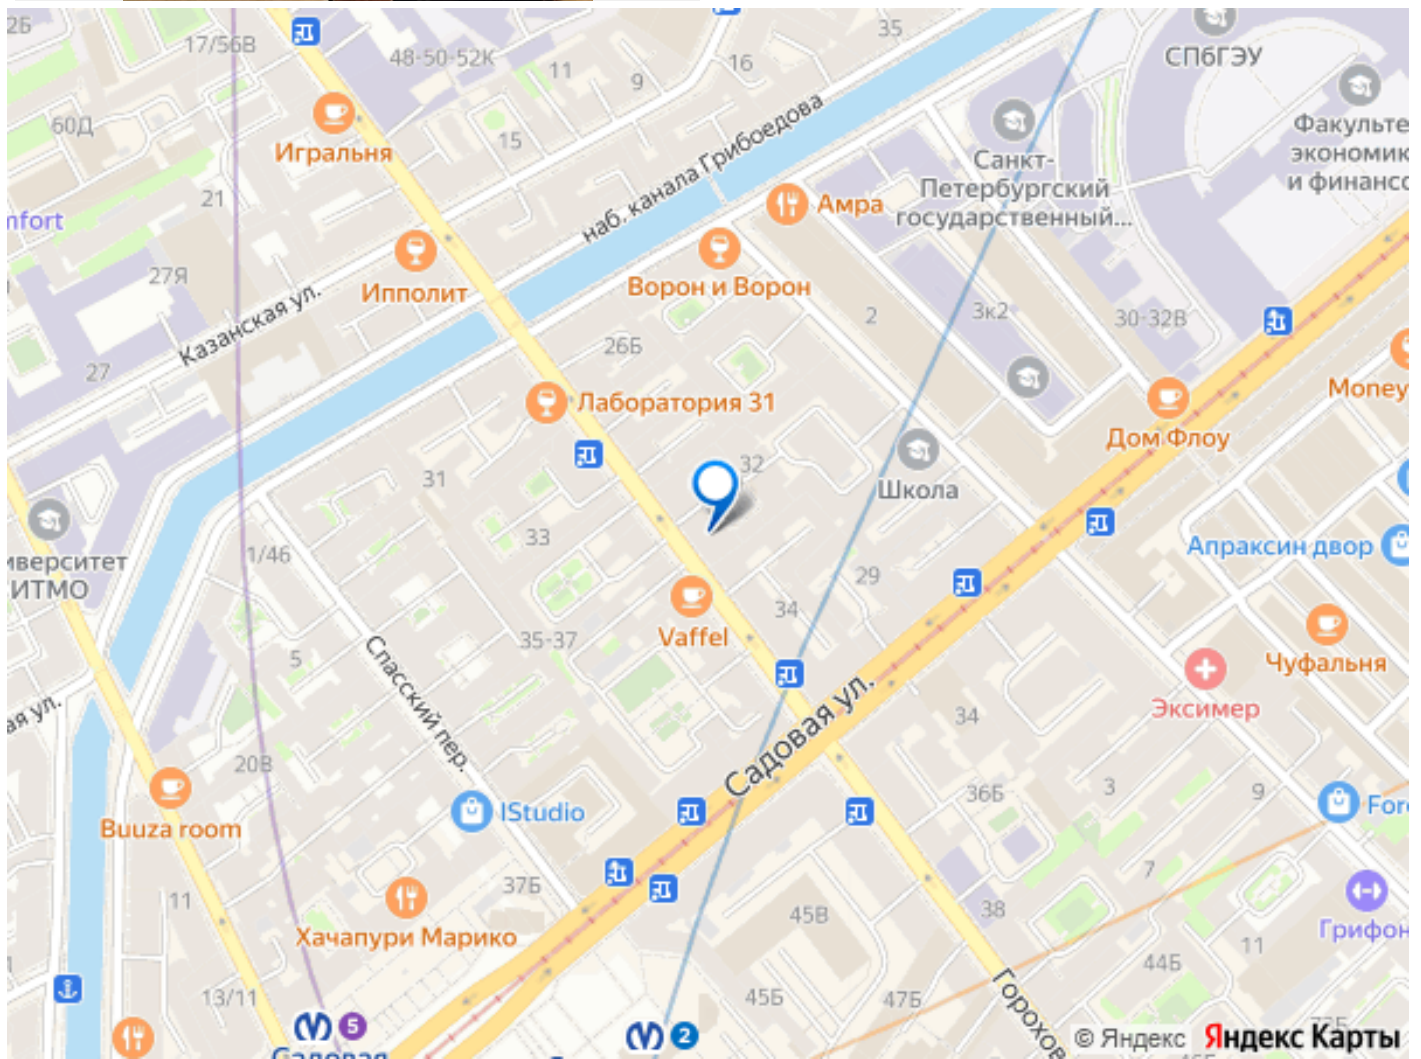 2Б
17/56В
48-50-52К
11
9
16
35
СПбГЭУ
60Д
Игральня
15
наб. канала Грибоедова
Санкт-
Петербургский
государственный...
Факульте
экономик
и финансо
21
mfort
Амра
27Я
Ипполит
Ворон и Ворон
Казанская ул.
2
3к2
30-32В
26Б
27
Лаборатория 31
Money
Дом Флоу
31
32
Школа
33
Апраксин двор
иверситет
ИТМО
1/46
29
34
Vaffel
35-37
Чуфальня
5
Спасский пер.
Эксимер
ая ул.
Садовая ул.
34
20В
36Б
3
9
Buuza room
IStudio
Fore
7
37Б
11
45В
38
Грифон
Хачапури Марико
11
44Б
13/11
45Б
47Б
Горохов
5
2
Садовая
© Яндекс
Яндекс Карты